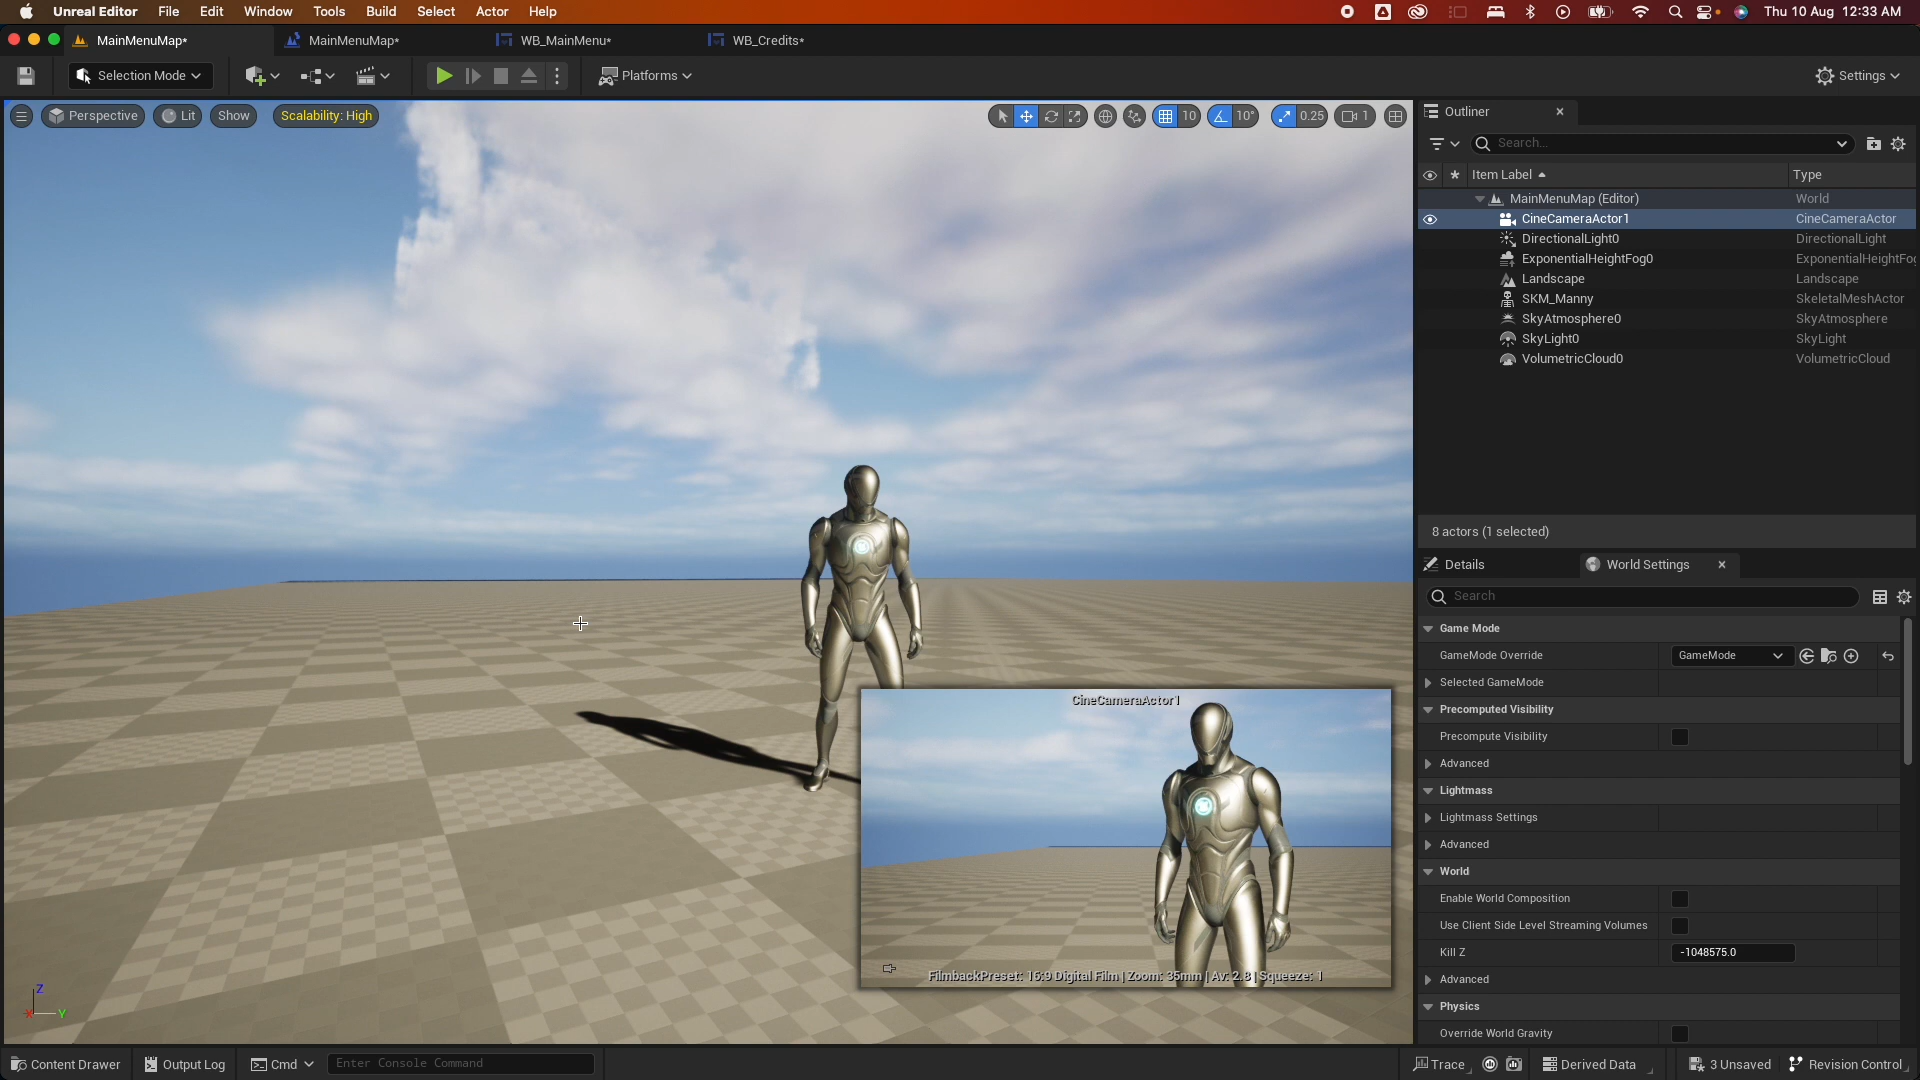 Unreal Editor File Edit Window Tools Build Select Actor Help Thu 10 Aug 12:33 AM
MainMenuMap* MainMenuMap* WB_MainMenu* WB_Credits*
Selection Mode Platforms Settings
Perspective Lit Show Scalability: High 10 10° 0.25 1
Outliner
Search...
Item Label Type
MainMenuMap (Editor) World
CineCameraActor1 CineCameraActor
DirectionalLight0 DirectionalLight
ExponentialHeightFog0 ExponentialHeightFog
Landscape Landscape
SKM_Manny SkeletalMeshActor
SkyAtmosphere0 SkyAtmosphere
SkyLight0 SkyLight
VolumetricCloud0 VolumetricCloud
8 actors (1 selected)
Details World Settings
Search
Game Mode
GameMode Override GameMode
Selected GameMode
Precomputed Visibility
Precompute Visibility
Advanced
Lightmass
Lightmass Settings
Advanced
World
Enable World Composition
Use Client Side Level Streaming Volumes
Kill Z -1048575.0
Advanced
Physics
Override World Gravity
CineCameraActor1
FilmbackPreset: 16:9 Digital Film | Zoom: 35mm | Av: 2.8 | Squeeze: 1
Z
X Y
Content Drawer Output Log Cmd Enter Console Command Trace Derived Data 3 Unsaved Revision Control